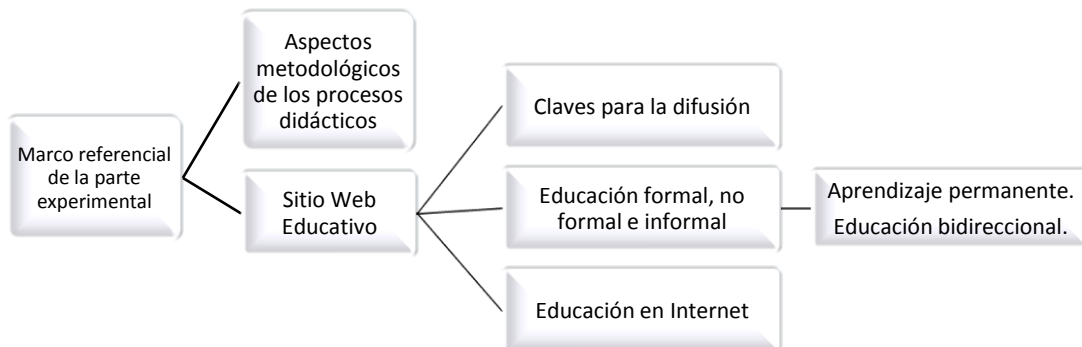 Marco referencial
de la parte
experimental
Aspectos
metodológicos
de los procesos
didácticos
Sitio Web
Educativo
Claves para la difusión
Educación formal, no
formal e informal
Educación en Internet
Aprendizaje permanente.
Educación bidireccional.